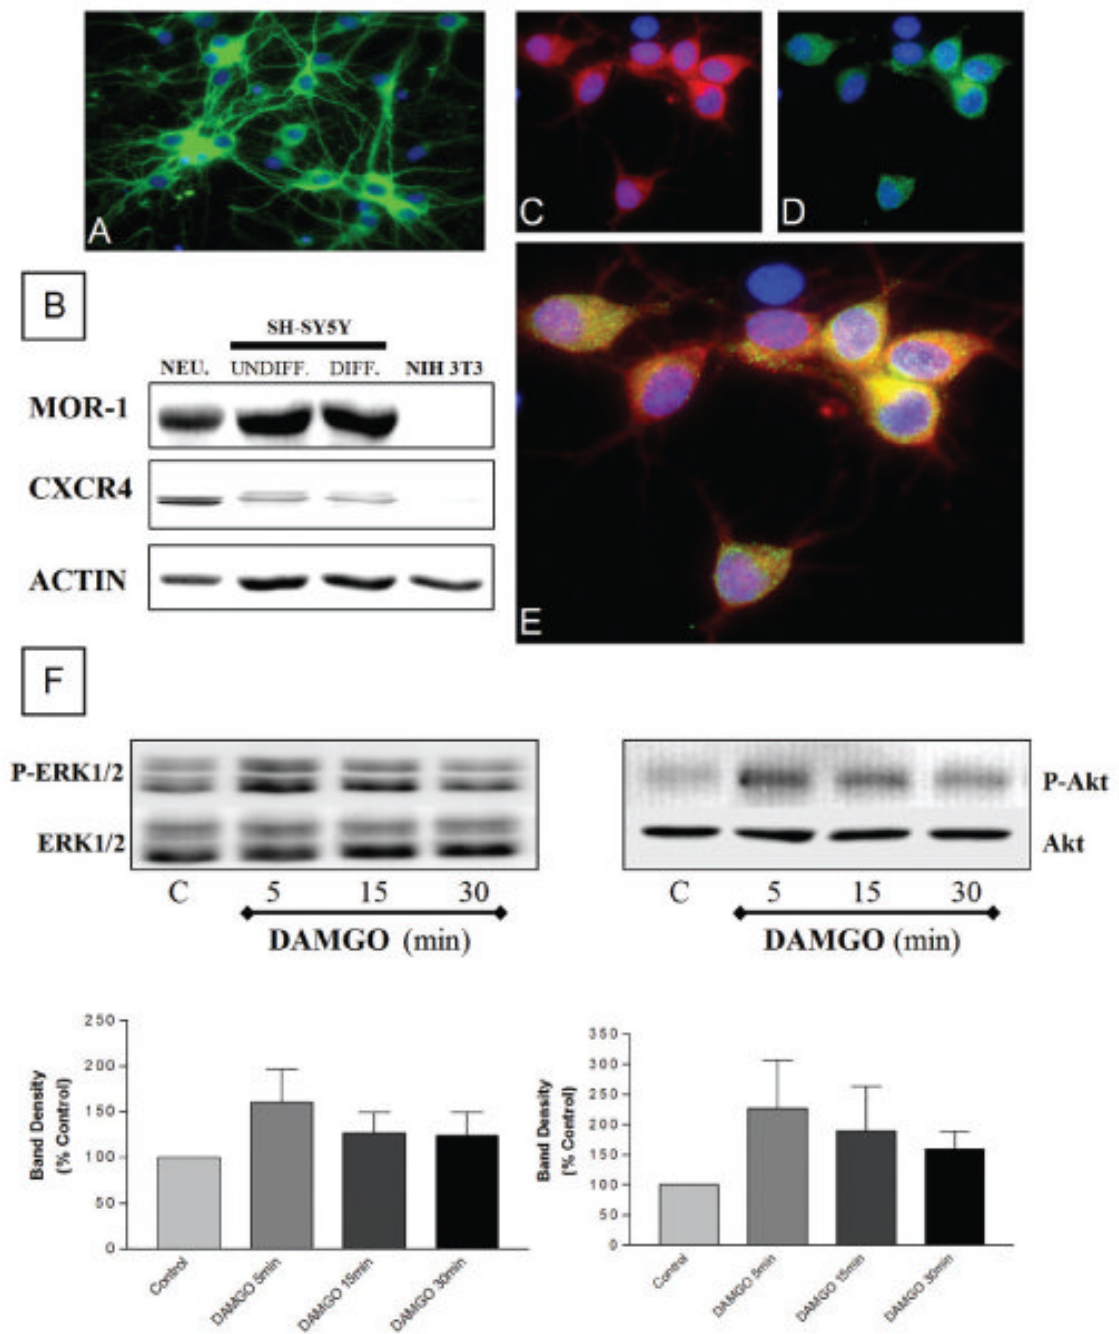 A
C
D
B
SH-SY5Y
NEU. UNDIFF. DIFF. NIH 3T3
MOR-1
CXCR4
ACTIN
E
F
P-ERK1/2
ERK1/2
C 5 15 30
DAMGO (min)
P-Akt
Akt
C 5 15 30
DAMGO (min)
Band Density
(% Control)
250
200
150
100
50
0
Control
DAMGO 5min
DAMGO 15min
DAMGO 30min
Band Density
(% Control)
350
300
250
200
150
100
50
0
Control
DAMGO 5min
DAMGO 15min
DAMGO 30min